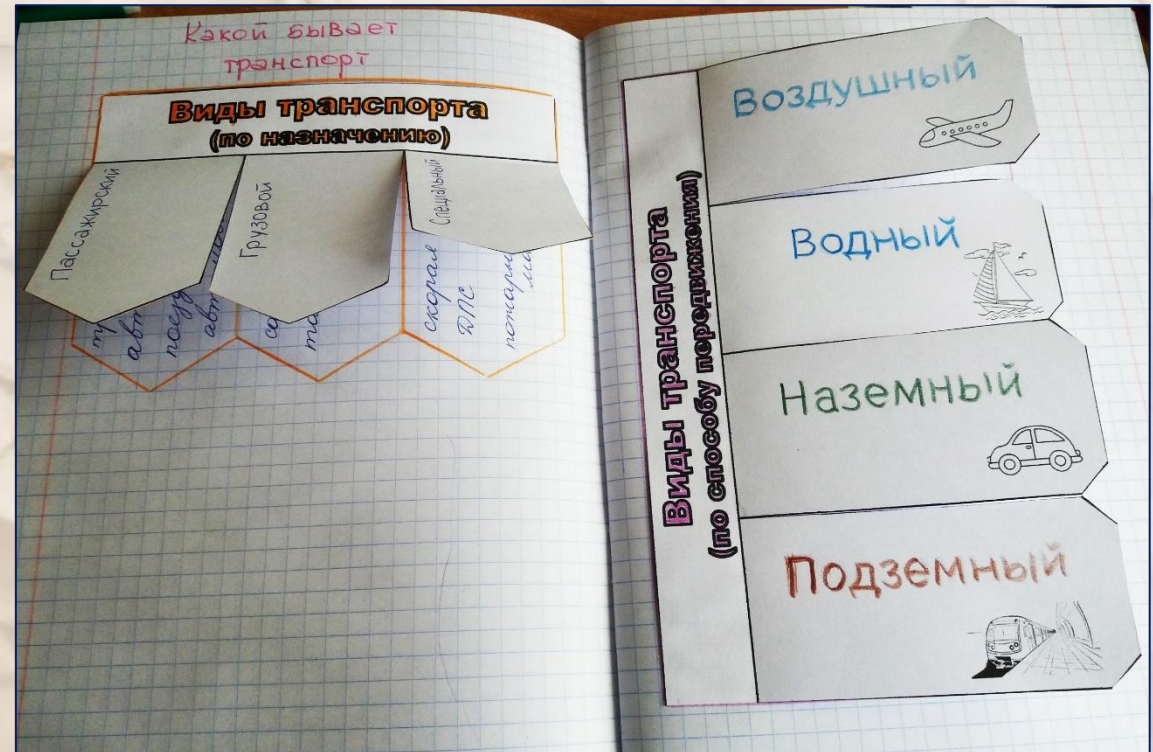 Какой бывает
транспорт
Виды транспорта
(по назначению)
Пассажирский
Грузовой
Специальный
скорая
ДПС
Виды транспорта
(по способу передвижения)
Воздушный
Водный
Наземный
Подземный